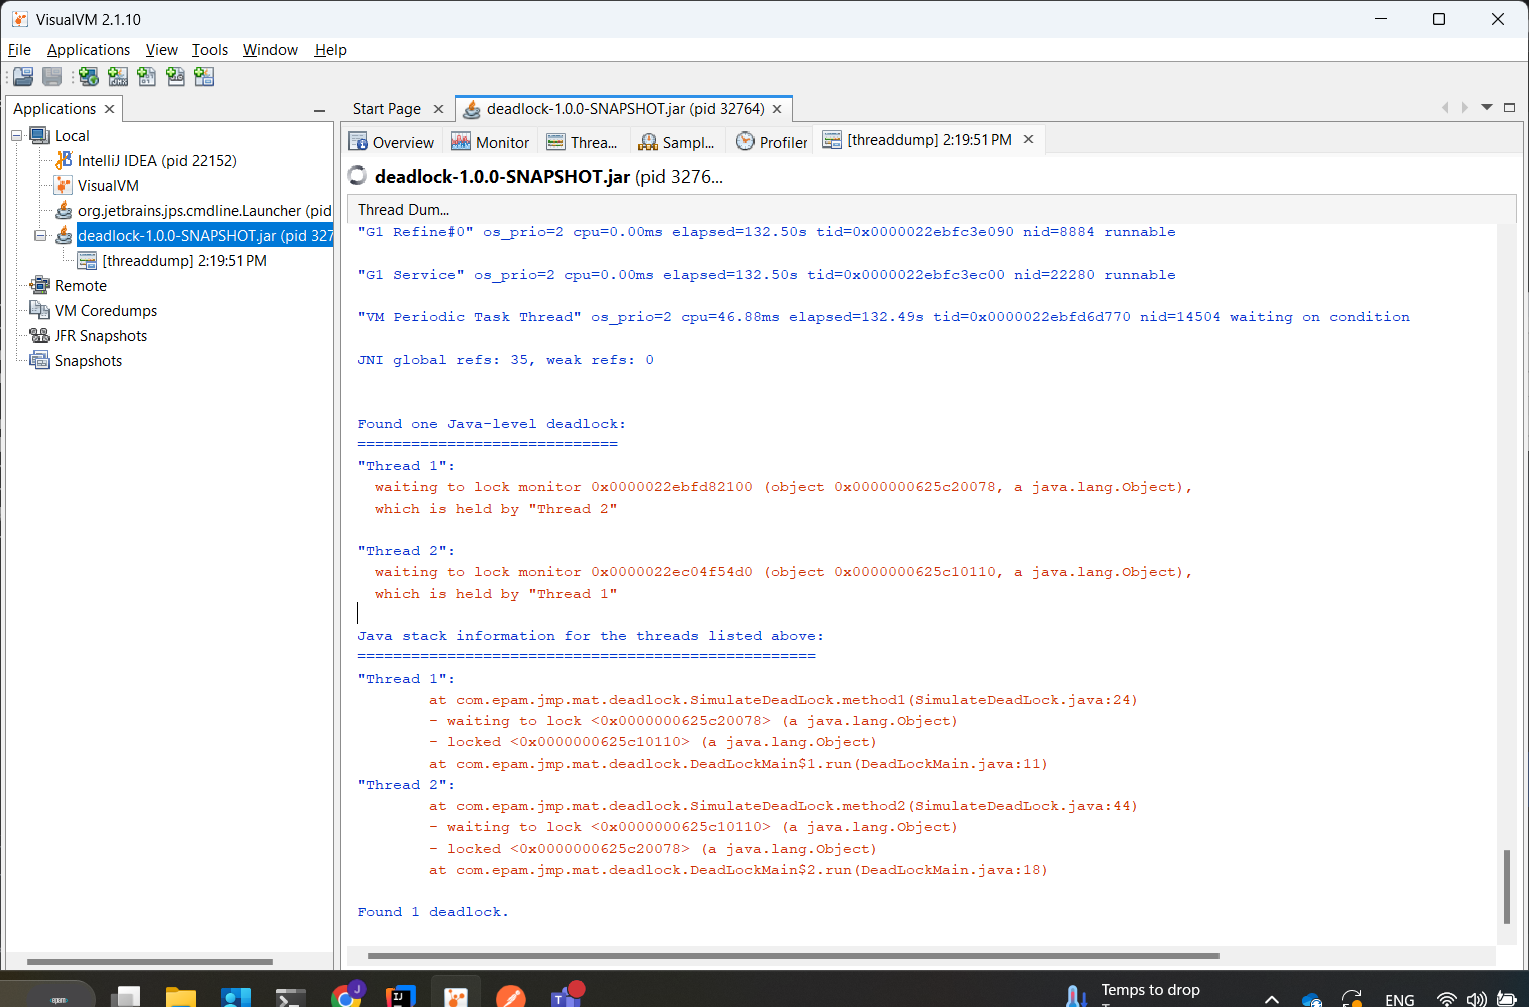 VisualVM 2.1.10
File Applications View Tools Window Help
Applications
Start Page
deadlock-1.0.0-SNAPSHOT.jar (pid 32764)
Local
IntelliJ IDEA (pid 22152)
VisualVM
org.jetbrains.jps.cmdline.Launcher (pid
deadlock-1.0.0-SNAPSHOT.jar (pid 327
[threaddump] 2:19:51 PM
Remote
VM Coredumps
JFR Snapshots
Snapshots
Overview Monitor Threa... Sampl... Profiler [threaddump] 2:19:51 PM
deadlock-1.0.0-SNAPSHOT.jar (pid 3276...
Thread Dum...
"G1 Refine#0" os_prio=2 cpu=0.00ms elapsed=132.50s tid=0x0000022ebfc3e090 nid=8884 runnable
"G1 Service" os_prio=2 cpu=0.00ms elapsed=132.50s tid=0x0000022ebfc3ec00 nid=22280 runnable
"VM Periodic Task Thread" os_prio=2 cpu=46.88ms elapsed=132.49s tid=0x0000022ebfd6d770 nid=14504 waiting on condition
JNI global refs: 35, weak refs: 0
Found one Java-level deadlock:
=============================
"Thread 1":
waiting to lock monitor 0x0000022ebfd82100 (object 0x0000000625c20078, a java.lang.Object),
which is held by "Thread 2"
"Thread 2":
waiting to lock monitor 0x0000022ec04f54d0 (object 0x0000000625c10110, a java.lang.Object),
which is held by "Thread 1"
Java stack information for the threads listed above:
===================================================
"Thread 1":
at com.epam.jmp.mat.deadlock.SimulateDeadLock.method1(SimulateDeadLock.java:24)
- waiting to lock <0x0000000625c20078> (a java.lang.Object)
- locked <0x0000000625c10110> (a java.lang.Object)
at com.epam.jmp.mat.deadlock.DeadLockMain$1.run(DeadLockMain.java:11)
"Thread 2":
at com.epam.jmp.mat.deadlock.SimulateDeadLock.method2(SimulateDeadLock.java:44)
- waiting to lock <0x0000000625c10110> (a java.lang.Object)
- locked <0x0000000625c20078> (a java.lang.Object)
at com.epam.jmp.mat.deadlock.DeadLockMain$2.run(DeadLockMain.java:18)
Found 1 deadlock.
Temps to drop
ENG